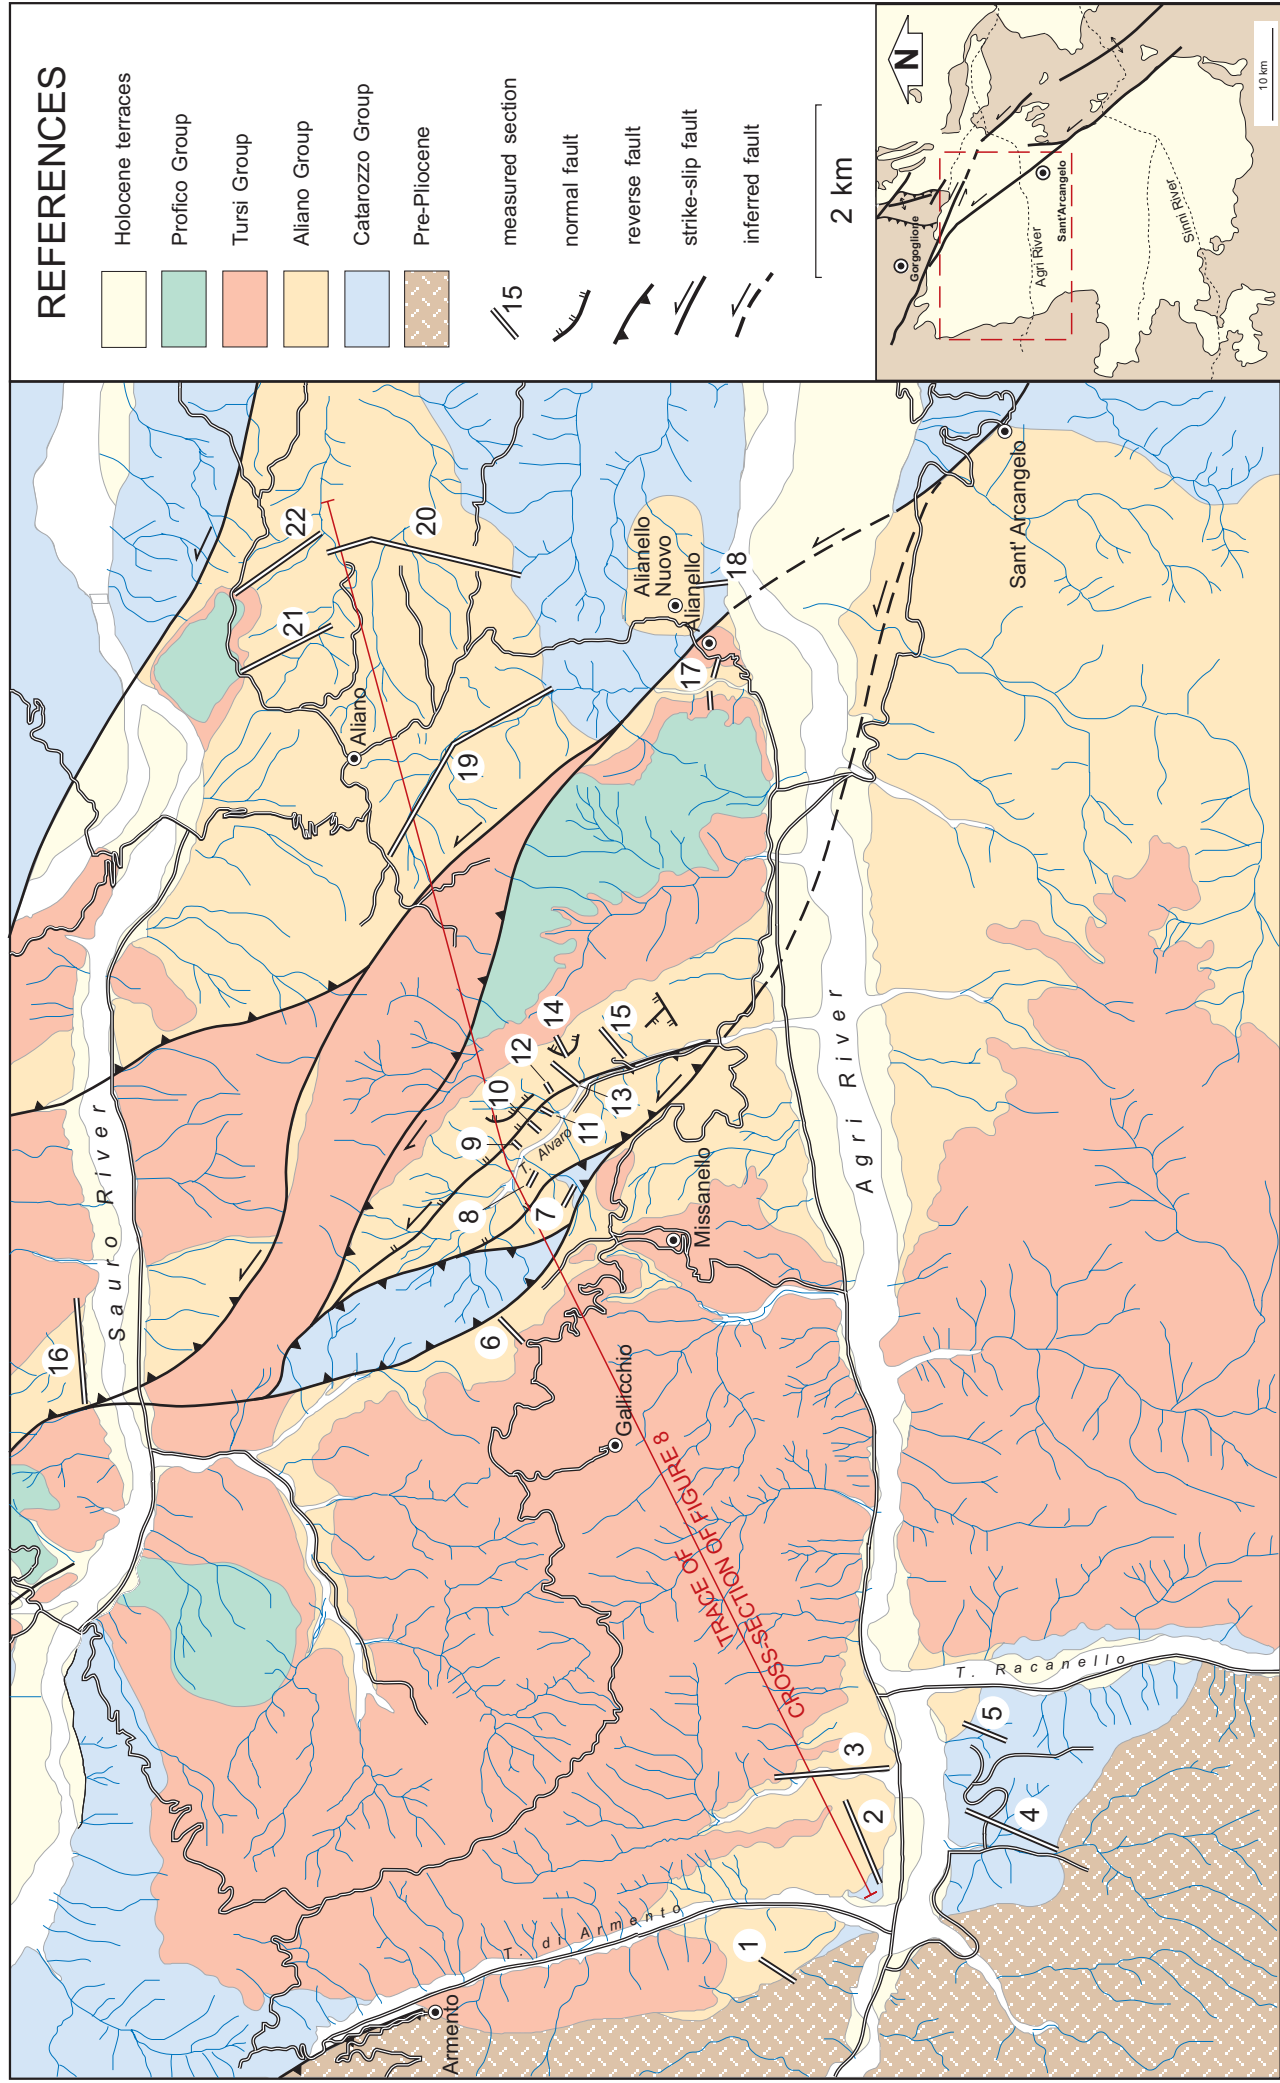 REFERENCES
Holocene terraces
Profico Group
Tursi Group
Aliano Group
Catarozzo Group
Pre-Pliocene
15
measured section
normal fault
reverse fault
strike-slip fault
inferred fault
2 km
N
Gorgoglione
Agri River
Sant'Arcangelo
Sinni River
10 km
Sauro River
16
22
21
20
Aliano
19
Alianello
Nuovo
Alianello
18
17
Sant' Arcangelo
14
12
15
10
13
9
11
T. Alvaro
8
7
Missanello
6
Gallicchio
Agri River
TRACE OF
CROSS-SECTION OF FIGURE 8
T. Racanello
3
5
2
4
T. di Armento
1
Armento